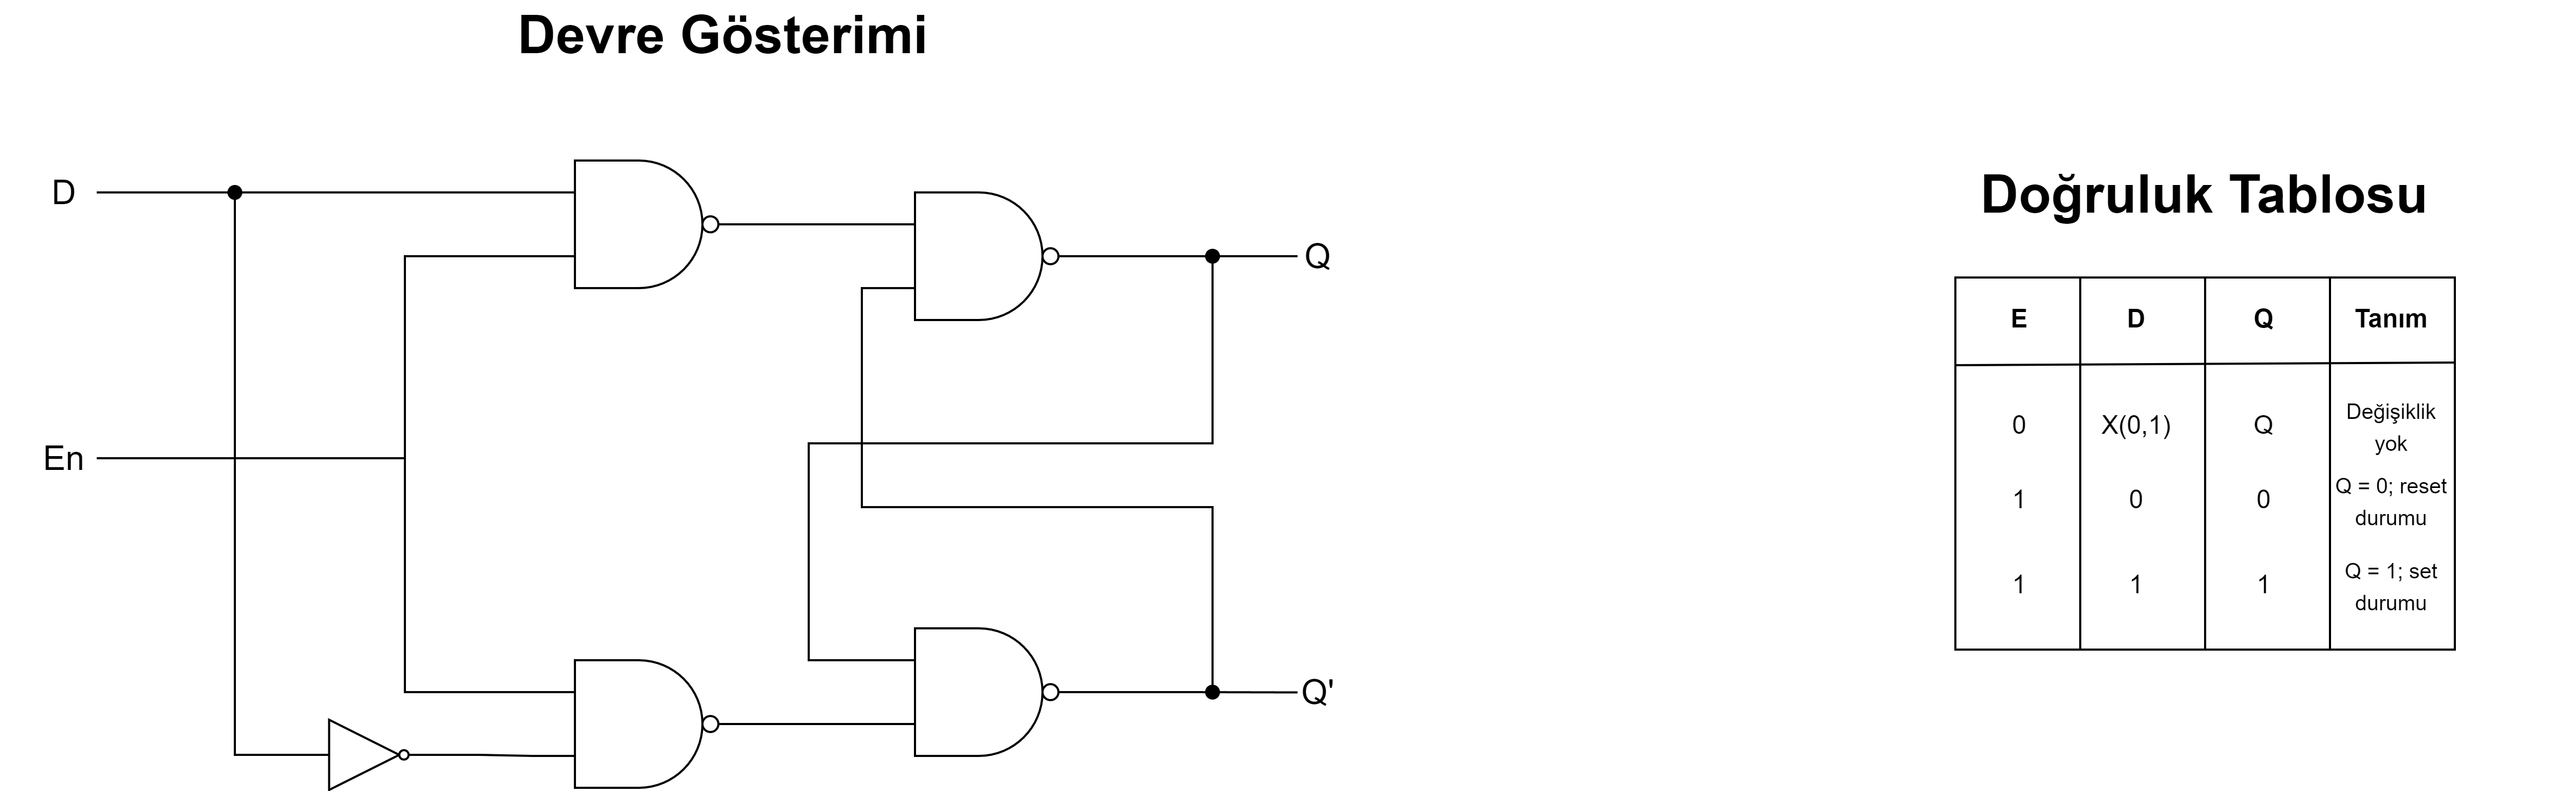 Devre Gösterimi
D
En
Q
Q'
Doğruluk Tablosu
E D Q Tanım
0 X(0,1) Q Değişiklik
yok
1 0 0 Q = 0; reset
durumu
1 1 1 Q = 1; set
durumu